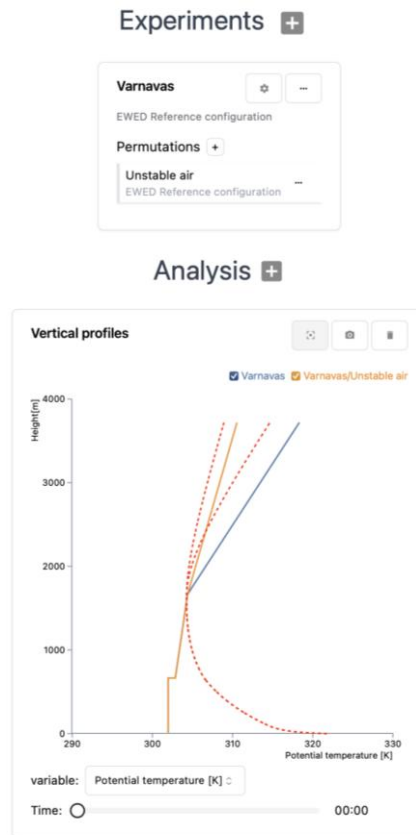 Experiments +
Varnavas
EWED Reference configuration
Permutations +
Unstable air
EWED Reference configuration
Analysis +
Vertical profiles
Varnavas Varnavas/Unstable air
Height[m]
4000
3000
2000
1000
0
290 300 310 320 330
Potential temperature [K]
variable: Potential temperature [K]
Time: 00:00